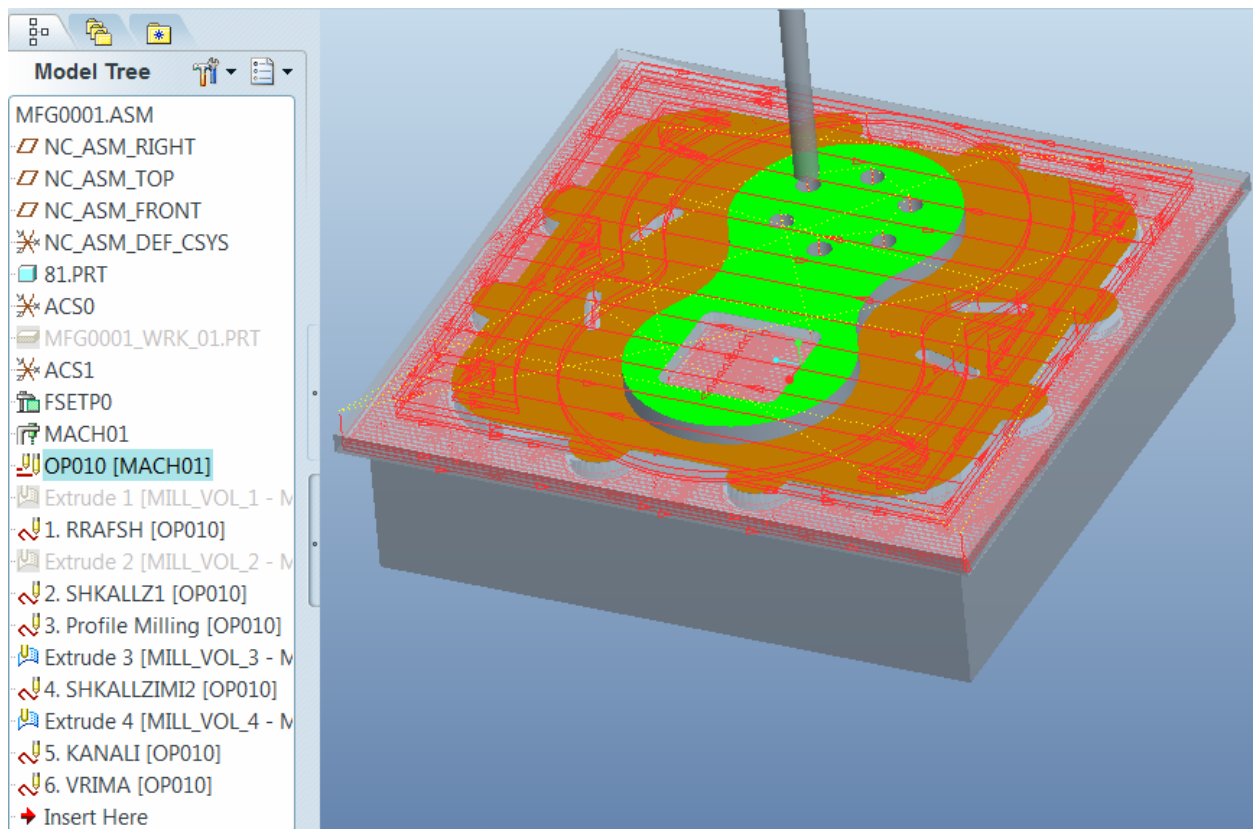 Model Tree
MFG0001.ASM
NC_ASM_RIGHT
NC_ASM_TOP
NC_ASM_FRONT
NC_ASM_DEF_CSYS
81.PRT
ACS0
MFG0001_WRK_01.PRT
ACS1
FSETP0
MACH01
OP010 [MACH01]
Extrude 1 [MILL_VOL_1 - M
1. RRAFSH [OP010]
Extrude 2 [MILL_VOL_2 - M
2. SHKALLZ1 [OP010]
3. Profile Milling [OP010]
Extrude 3 [MILL_VOL_3 - M
4. SHKALLZIMI2 [OP010]
Extrude 4 [MILL_VOL_4 - M
5. KANALI [OP010]
6. VRIMA [OP010]
Insert Here